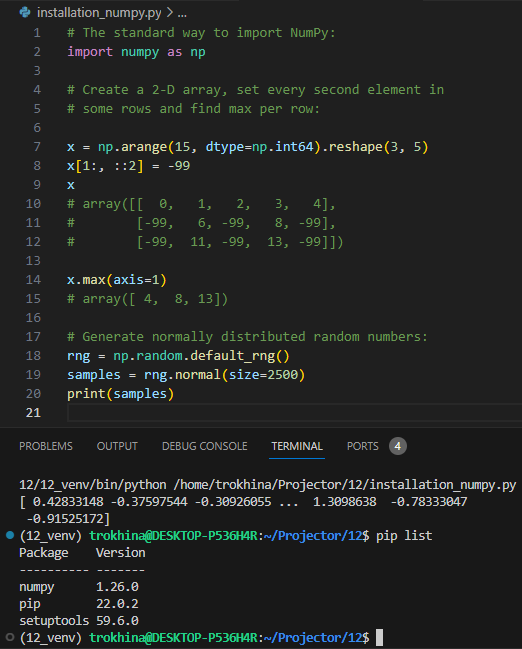 installation_numpy.py > ...
1 # The standard way to import NumPy:
2 import numpy as np
3
4 # Create a 2-D array, set every second element in
5 # some rows and find max per row:
6
7 x = np.arange(15, dtype=np.int64).reshape(3, 5)
8 x[1:, ::2] = -99
9 x
10 # array([[  0,   1,   2,   3,   4],
11 #        [-99,   6, -99,   8, -99],
12 #        [-99,  11, -99,  13, -99]])
13
14 x.max(axis=1)
15 # array([ 4,  8, 13])
16
17 # Generate normally distributed random numbers:
18 rng = np.random.default_rng()
19 samples = rng.normal(size=2500)
20 print(samples)
21
PROBLEMS OUTPUT DEBUG CONSOLE TERMINAL PORTS 4
12/12_venv/bin/python /home/trokhina/Projector/12/installation_numpy.py
[ 0.42833148 -0.37597544 -0.30926055 ...  1.3098638  -0.78333047
 -0.91525172]
(12_venv) trokhina@DESKTOP-P536H4R:~/Projector/12$ pip list
Package    Version
---------- -------
numpy      1.26.0
pip        22.0.2
setuptools 59.6.0
(12_venv) trokhina@DESKTOP-P536H4R:~/Projector/12$